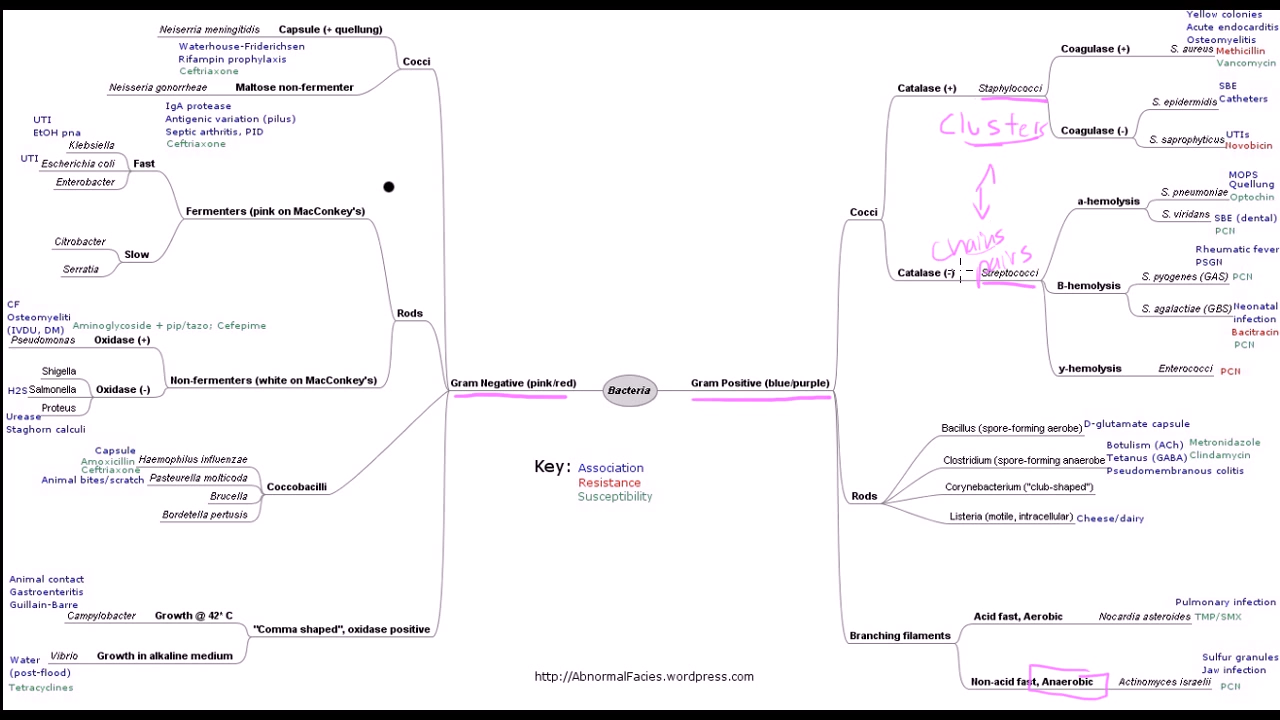 Neiserria meningitidis Capsule (+ quellung)
Waterhouse-Friderichsen
Rifampin prophylaxis
Ceftriaxone
Cocci
Neisseria gonorrheae Maltose non-fermenter
IgA protease
Antigenic variation (pilus)
Septic arthritis, PID
Ceftriaxone
UTI
EtOH pna
Klebsiella
UTI Escherichia coli Fast
Enterobacter
Fermenters (pink on MacConkey's)
Citrobacter
Slow
Serratia
Rods
CF
Osteomyeliti
(IVDU, DM)
Aminoglycoside + pip/tazo; Cefepime
Pseudomonas Oxidase (+)
Non-fermenters (white on MacConkey's)
Shigella
H2S Salmonella Oxidase (-)
Proteus
Urease
Staghorn calculi
Capsule
Amoxicillin
Ceftriaxone
Haemophilus influenzae
Animal bites/scratch Pasteurella multicoda
Brucella
Bordetella pertusis
Coccobacilli
Animal contact
Gastroenteritis
Guillain-Barre
Campylobacter Growth @ 42* C
"Comma shaped", oxidase positive
Water
(post-flood)
Tetracyclines
Vibrio Growth in alkaline medium
Gram Negative (pink/red)
Bacteria
Gram Positive (blue/purple)
Key: Association
Resistance
Susceptibility
http://AbnormalFacies.wordpress.com
Yellow colonies
Acute endocarditis
Osteomyelitis
Coagulase (+) S. aureus Methicillin
Vancomycin
Catalase (+) Staphylococci
Clusters
SBE
Catheters
S. epidermidis
Coagulase (-)
S. saprophyticus
UTIs
Novobicin
Cocci
Chains
pairs
Catalase (-) Streptococci
MOPS
Quellung
Optochin
S. pneumoniae
a-hemolysis
S. viridans
SBE (dental)
PCN
Rheumatic fever
PSGN
S. pyogenes (GAS) PCN
B-hemolysis
S. agalactiae (GBS)
Neonatal
infection
Bacitracin
PCN
y-hemolysis Enterococci PCN
Rods
Bacillus (spore-forming aerobe) D-glutamate capsule
Clostridium (spore-forming anaerobe
Botulism (ACh)
Tetanus (GABA)
Pseudomembranous colitis
Metronidazole
Clindamycin
Corynebacterium ("club-shaped")
Listeria (motile, intracellular) Cheese/dairy
Branching filaments
Pulmonary infection
Acid fast, Aerobic Nocardia asteroides TMP/SMX
Sulfur granules
Jaw infection
Non-acid fast, Anaerobic Actinomyces israelii PCN